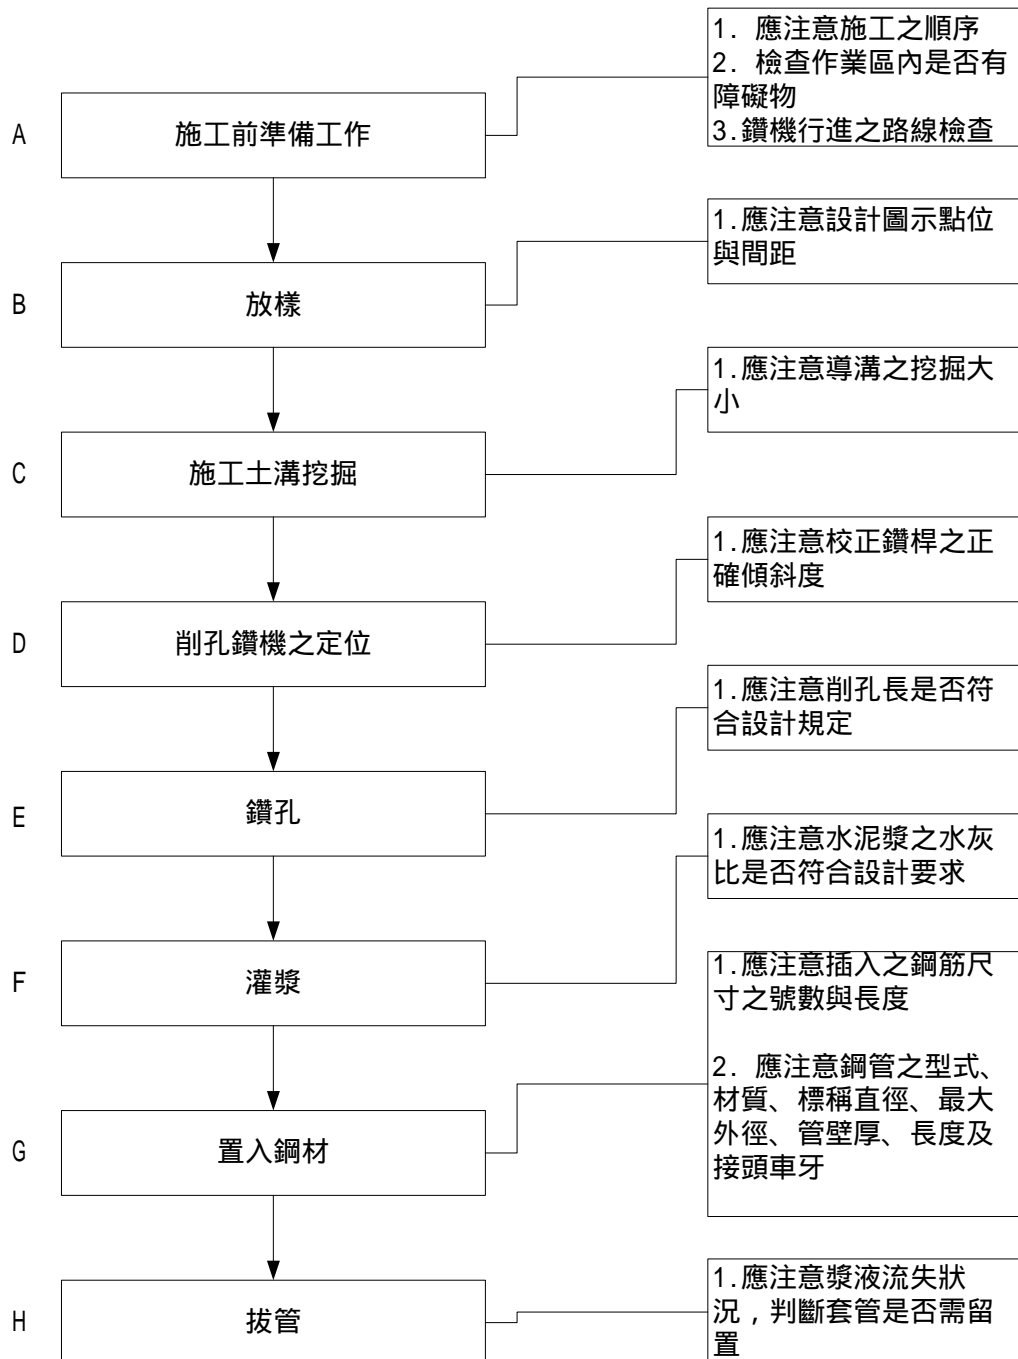 A
施工前準備工作
1. 應注意施工之順序
2. 檢查作業區內是否有
障礙物
3.鑽機行進之路線檢查
B
放樣
1.應注意設計圖示點位
與間距
C
施工土溝挖掘
1.應注意導溝之挖掘大
小
D
削孔鑽機之定位
1.應注意校正鑽桿之正
確傾斜度
E
鑽孔
1.應注意削孔長是否符
合設計規定
F
灌漿
1.應注意水泥漿之水灰
比是否符合設計要求
G
置入鋼材
1.應注意插入之鋼筋尺
寸之號數與長度
2. 應注意鋼管之型式、
材質、標稱直徑、最大
外徑、管壁厚、長度及
接頭車牙
H
拔管
1.應注意漿液流失狀
況，判斷套管是否需留
置